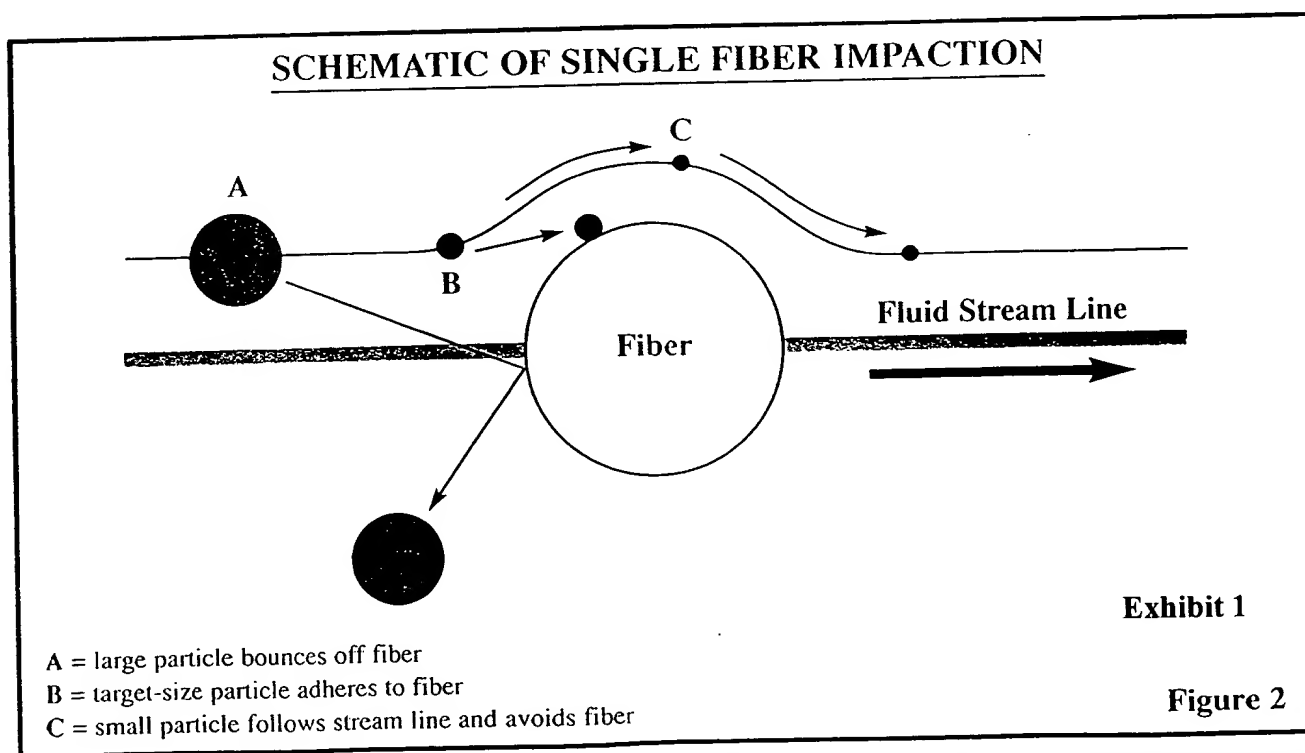 SCHEMATIC OF SINGLE FIBER IMPACTION
C
A
B
Fluid Stream Line
Fiber
Exhibit 1
A = large particle bounces off fiber
B = target-size particle adheres to fiber
C = small particle follows stream line and avoids fiber
Figure 2